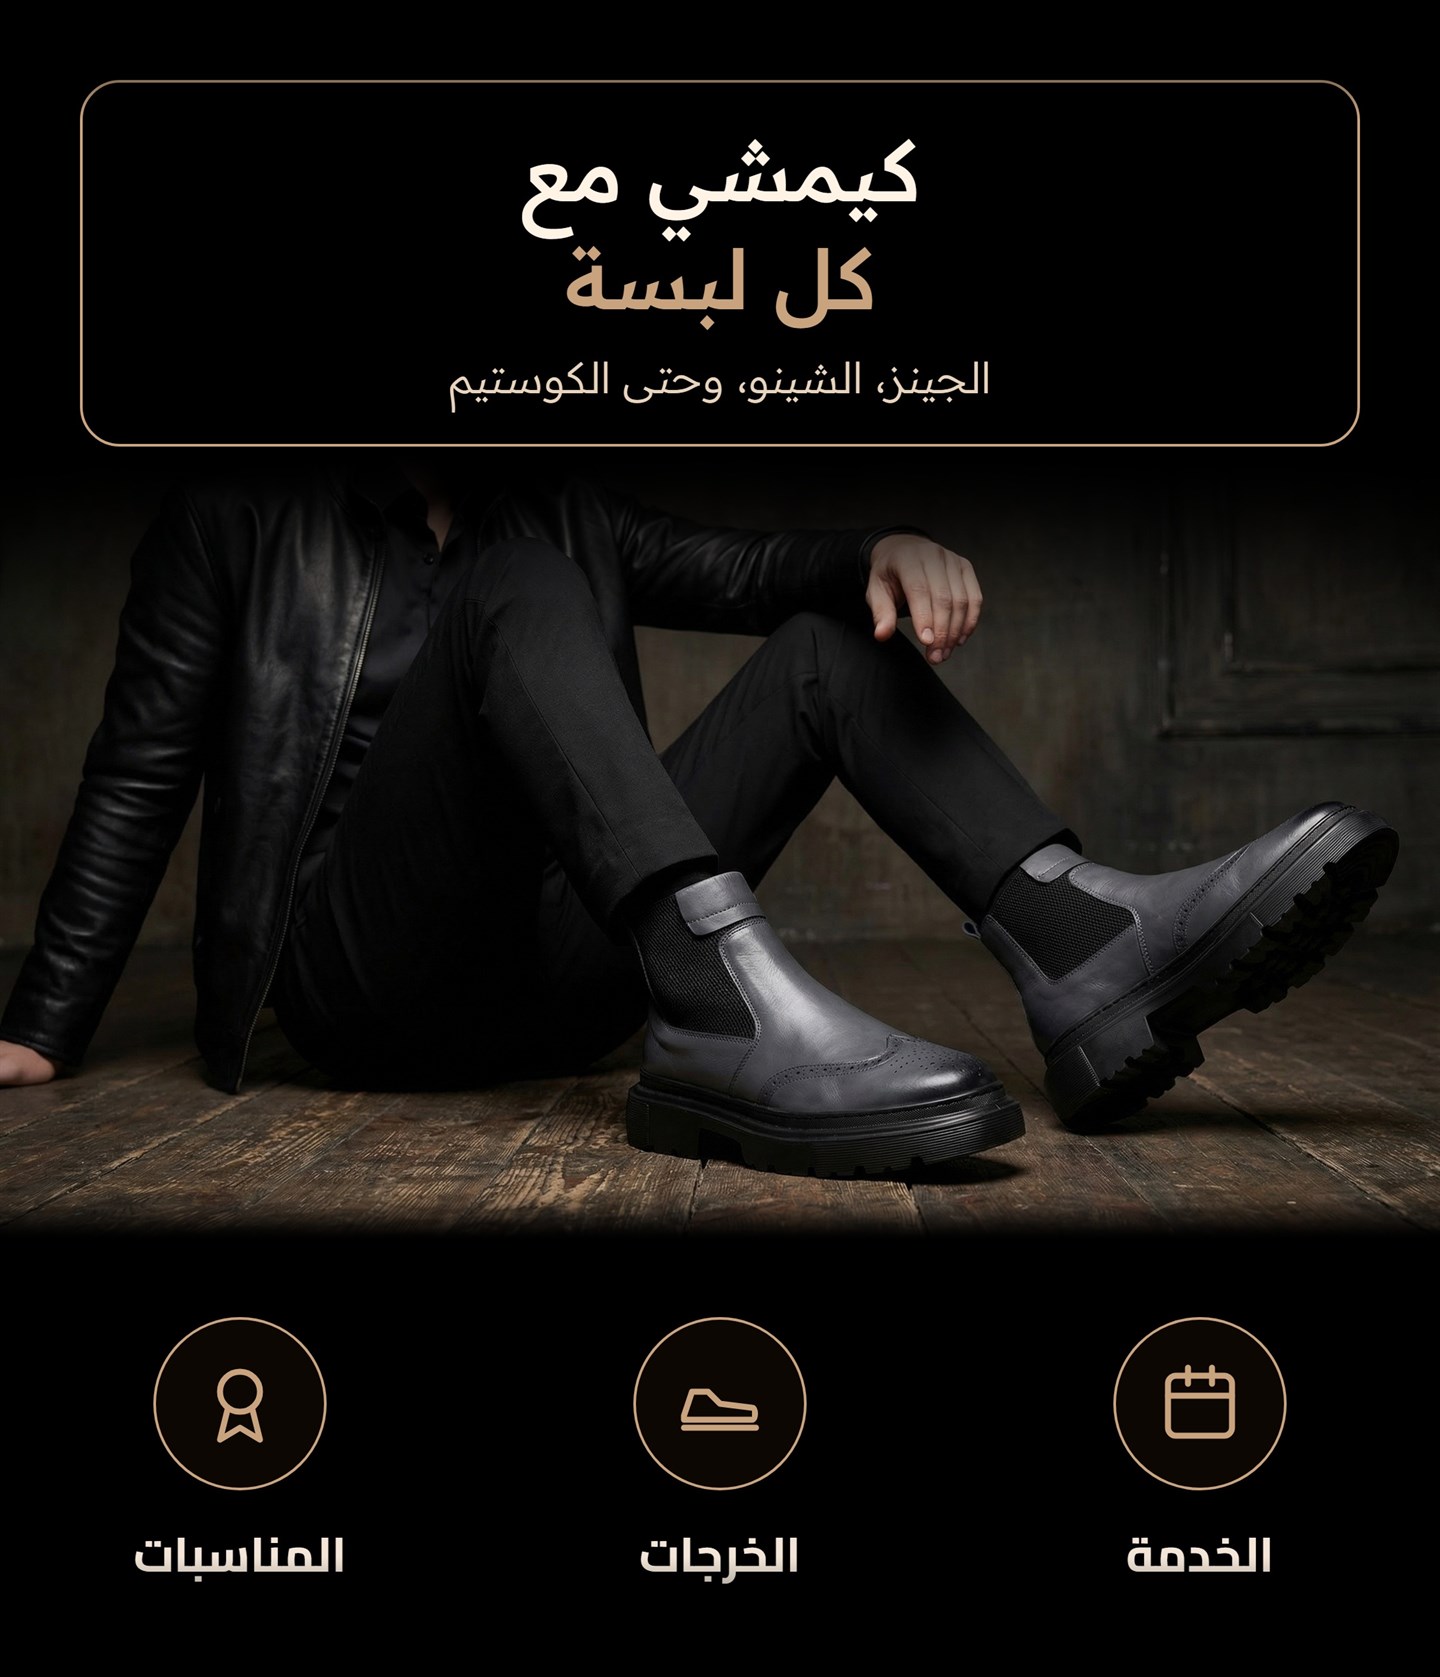 كيمشي مع
كل لبسة
الجينز، الشينو، وحتى الكوستيم
الخدمة
الخرجات
المناسبات